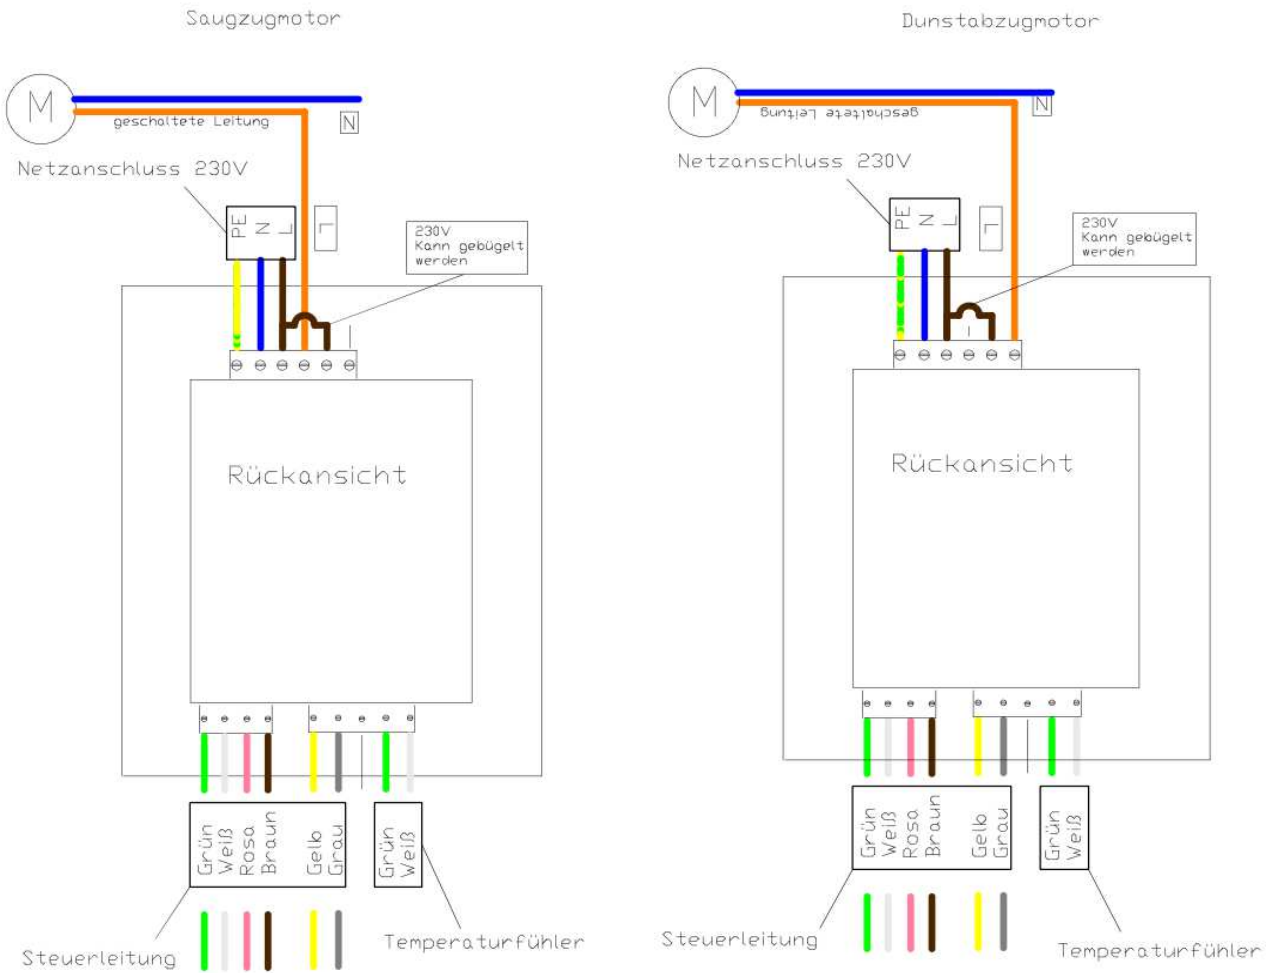 Saugzugmotor
M
geschaltete Leitung
N
Netzanschluss 230V
PE
N
L
L
230V
Kann gebügelt
werden
Rückansicht
Grün
Weiß
Rosa
Braun
Gelb
Grau
Grün
Weiß
Steuerleitung
Temperaturfühler
Dunstabzugmotor
M
geschaltete Leitung
N
Netzanschluss 230V
PE
N
L
L
230V
Kann gebügelt
werden
Rückansicht
Grün
Weiß
Rosa
Braun
Gelb
Grau
Grün
Weiß
Steuerleitung
Temperaturfühler